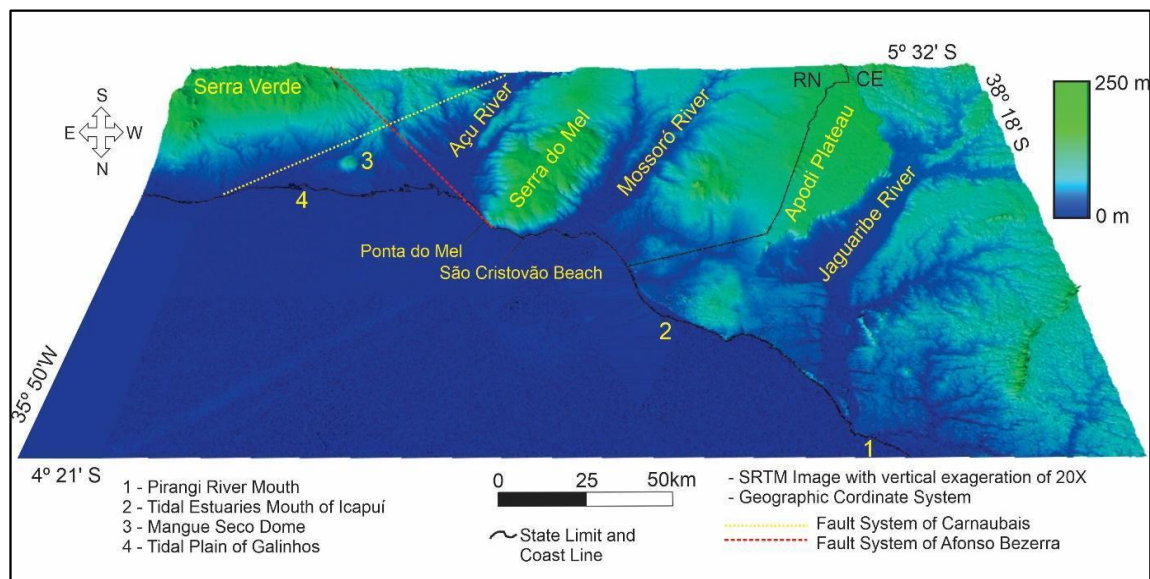 5º 32' S
38º 18' S
250 m
0 m
S
E W
N
RN CE
Serra Verde
Açu River
Serra do Mel
Mossoró River
Apodi Plateau
Jaguaribe River
3
4
Ponta do Mel
São Cristovão Beach
2
1
35º 50'W
4º 21' S
1 - Pirangi River Mouth
2 - Tidal Estuaries Mouth of Icapuí
3 - Mangue Seco Dome
4 - Tidal Plain of Galinhos
0 25 50km
State Limit and
Coast Line
- SRTM Image with vertical exageration of 20X
- Geographic Cordinate System
Fault System of Carnaubais
Fault System of Afonso Bezerra